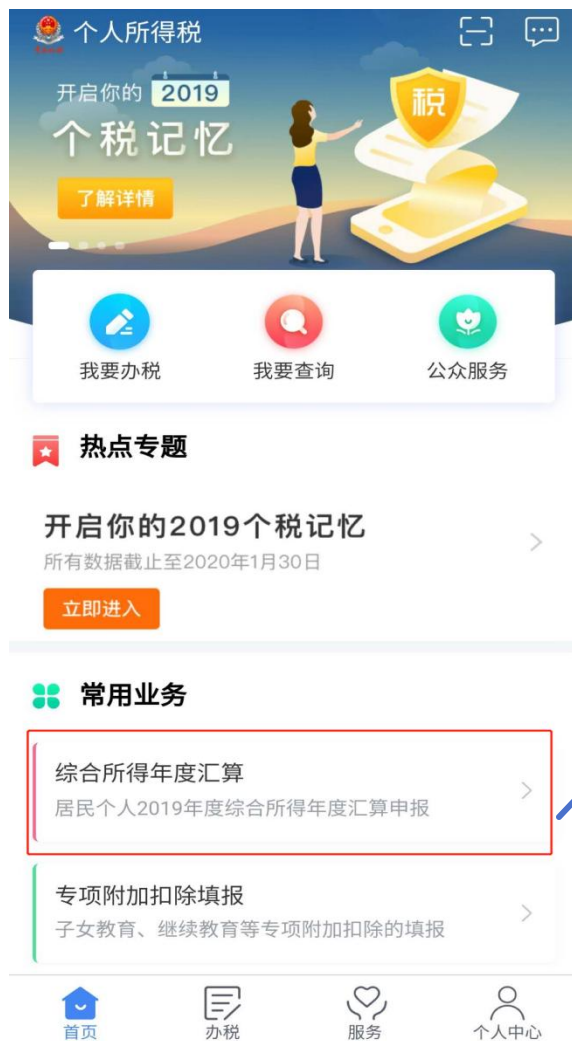 个人所得税
开启你的 2019
个税记忆
税
了解详情
我要办税 我要查询 公众服务
热点专题
开启你的2019个税记忆
所有数据截止至2020年1月30日
立即进入
常用业务
综合所得年度汇算
居民个人2019年度综合所得年度汇算申报
专项附加扣除填报
子女教育、继续教育等专项附加扣除的填报
首页 办税 服务 个人中心